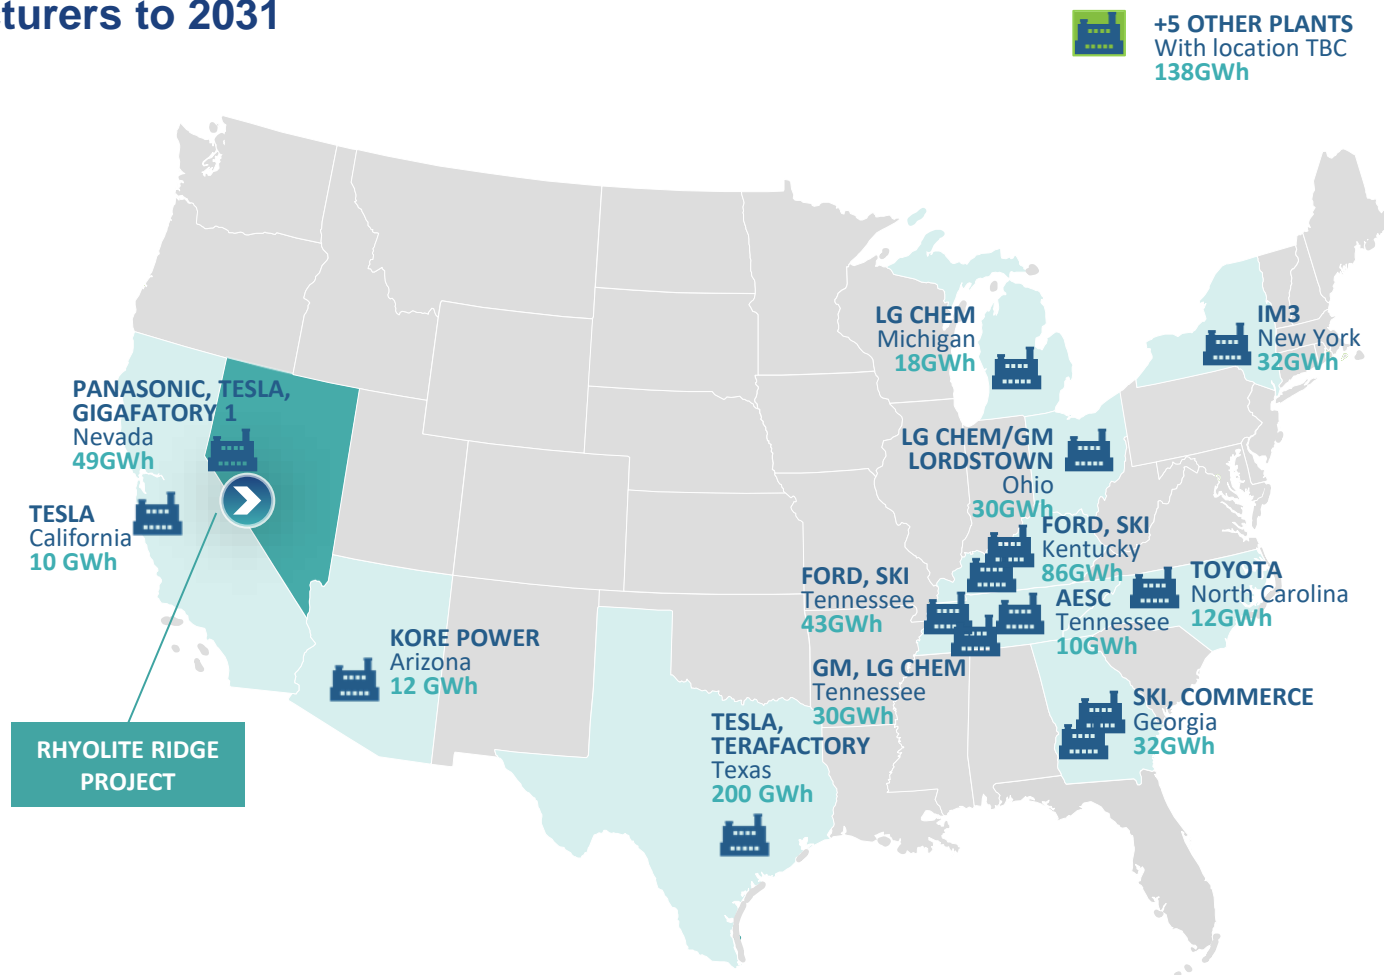 turers to 2031
+5 OTHER PLANTS
With location TBC
138GWh
LG CHEM
Michigan
18GWh
IM3
New York
32GWh
PANASONIC, TESLA,
GIGAFATORY 1
Nevada
49GWh
LG CHEM/GM
LORDSTOWN
Ohio
30GWh
TESLA
California
10 GWh
FORD, SKI
Kentucky
86GWh
FORD, SKI
Tennessee
43GWh
AESC
Tennessee
10GWh
TOYOTA
North Carolina
12GWh
KORE POWER
Arizona
12 GWh
GM, LG CHEM
Tennessee
30GWh
SKI, COMMERCE
Georgia
32GWh
TESLA,
TERAFACTORY
Texas
200 GWh
RHYOLITE RIDGE
PROJECT